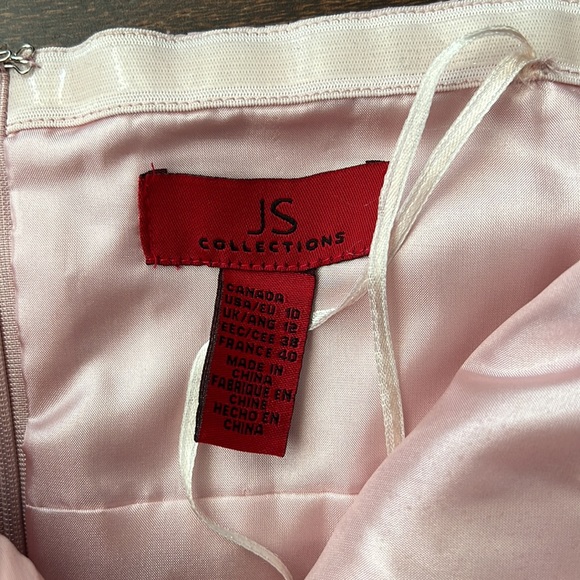 JS
COLLECTIONS
CANADA
USA/EU 10
UK/ANG 12
EEC/CEE 38
FRANCE 40
MADE IN
CHINA
FABRIQUE EN
CHINE
HECHO EN
CHINA